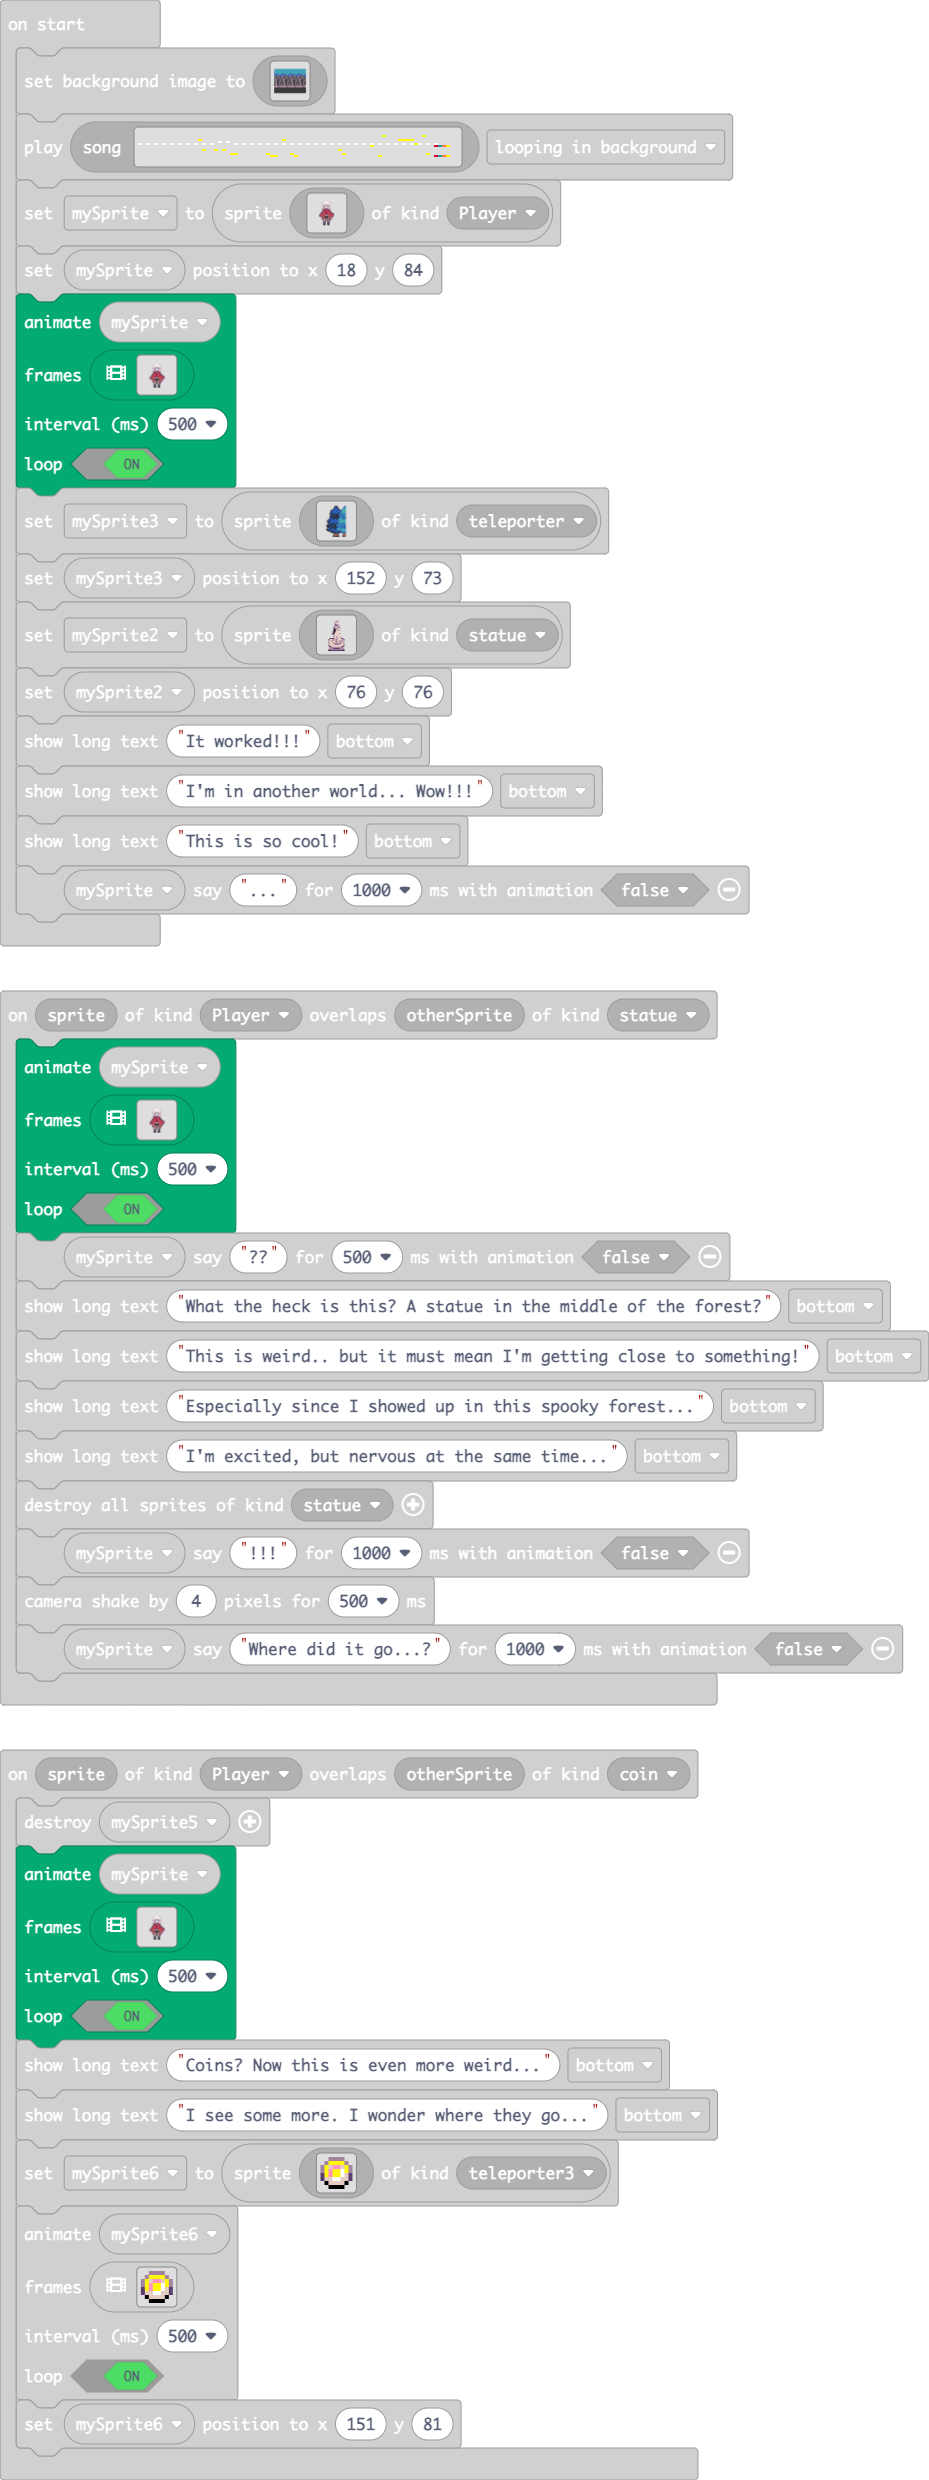 on start
set background image to
play song looping in background
set mySprite to sprite of kind Player
set mySprite position to x 18 y 84
animate mySprite
frames
interval (ms) 500
loop ON
set mySprite3 to sprite of kind teleporter
set mySprite3 position to x 152 y 73
set mySprite2 to sprite of kind statue
set mySprite2 position to x 76 y 76
show long text "It worked!!!" bottom
show long text "I'm in another world... Wow!!!" bottom
show long text "This is so cool!" bottom
mySprite say "..." for 1000 ms with animation false
on sprite of kind Player overlaps otherSprite of kind statue
animate mySprite
frames
interval (ms) 500
loop ON
mySprite say "??" for 500 ms with animation false
show long text "What the heck is this? A statue in the middle of the forest?" bottom
show long text "This is weird.. but it must mean I'm getting close to something!" bottom
show long text "Especially since I showed up in this spooky forest..." bottom
show long text "I'm excited, but nervous at the same time..." bottom
destroy all sprites of kind statue
mySprite say "!!!" for 1000 ms with animation false
camera shake by 4 pixels for 500 ms
mySprite say "Where did it go...?" for 1000 ms with animation false
on sprite of kind Player overlaps otherSprite of kind coin
destroy mySprite5
animate mySprite
frames
interval (ms) 500
loop ON
show long text "Coins? Now this is even more weird..." bottom
show long text "I see some more. I wonder where they go..." bottom
set mySprite6 to sprite of kind teleporter3
animate mySprite6
frames
interval (ms) 500
loop ON
set mySprite6 position to x 151 y 81